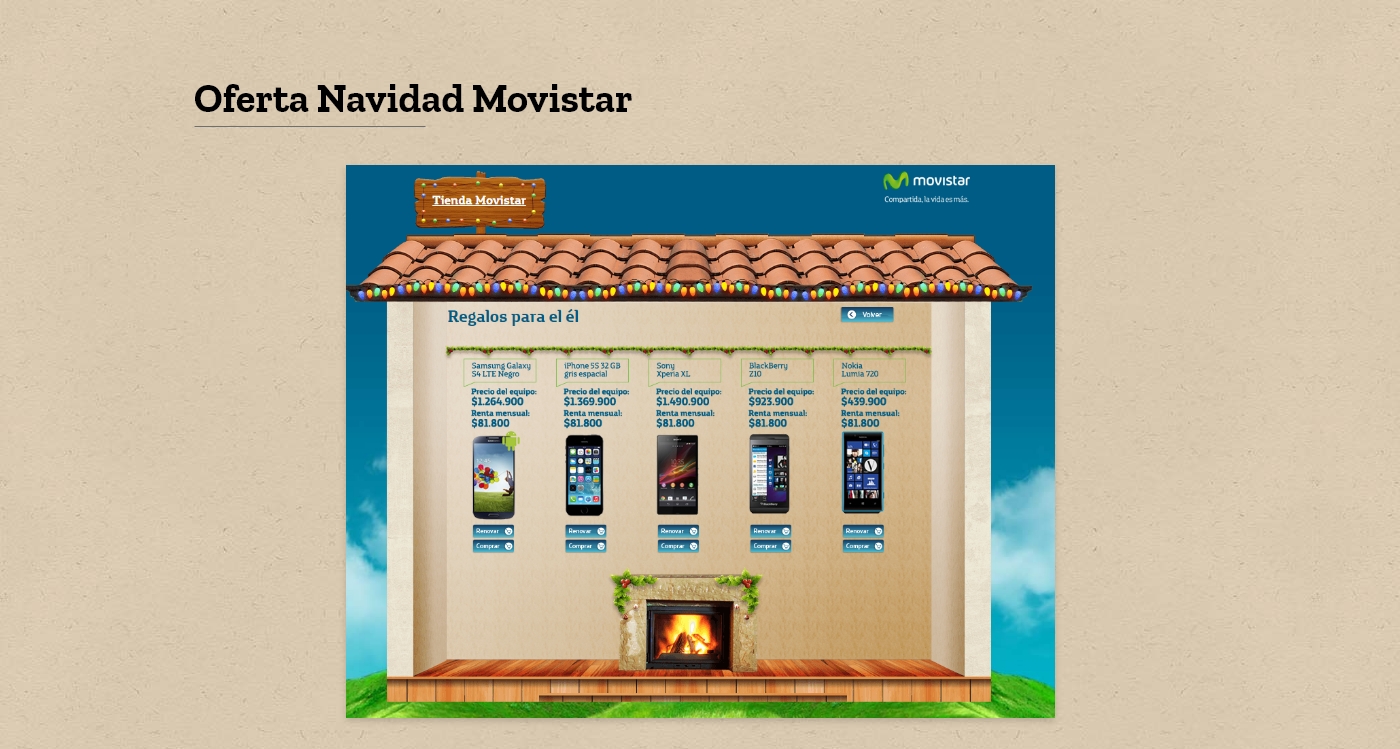 Oferta Navidad Movistar
Tienda Movistar
movistar
Compartida, la vida es más.
Regalos para el él
Volver
Samsung Galaxy
S4 LTE Negro
Precio del equipo:
$1.264.900
Renta mensual:
$81.800
Renovar
Comprar
iPhone 5S 32 GB
gris espacial
Precio del equipo:
$1.369.900
Renta mensual:
$81.800
Renovar
Comprar
Sony
Xperia XL
Precio del equipo:
$1.490.900
Renta mensual:
$81.800
Renovar
Comprar
BlackBerry
Z10
Precio del equipo:
$923.900
Renta mensual:
$81.800
Renovar
Comprar
Nokia
Lumia 720
Precio del equipo:
$439.900
Renta mensual:
$81.800
Renovar
Comprar